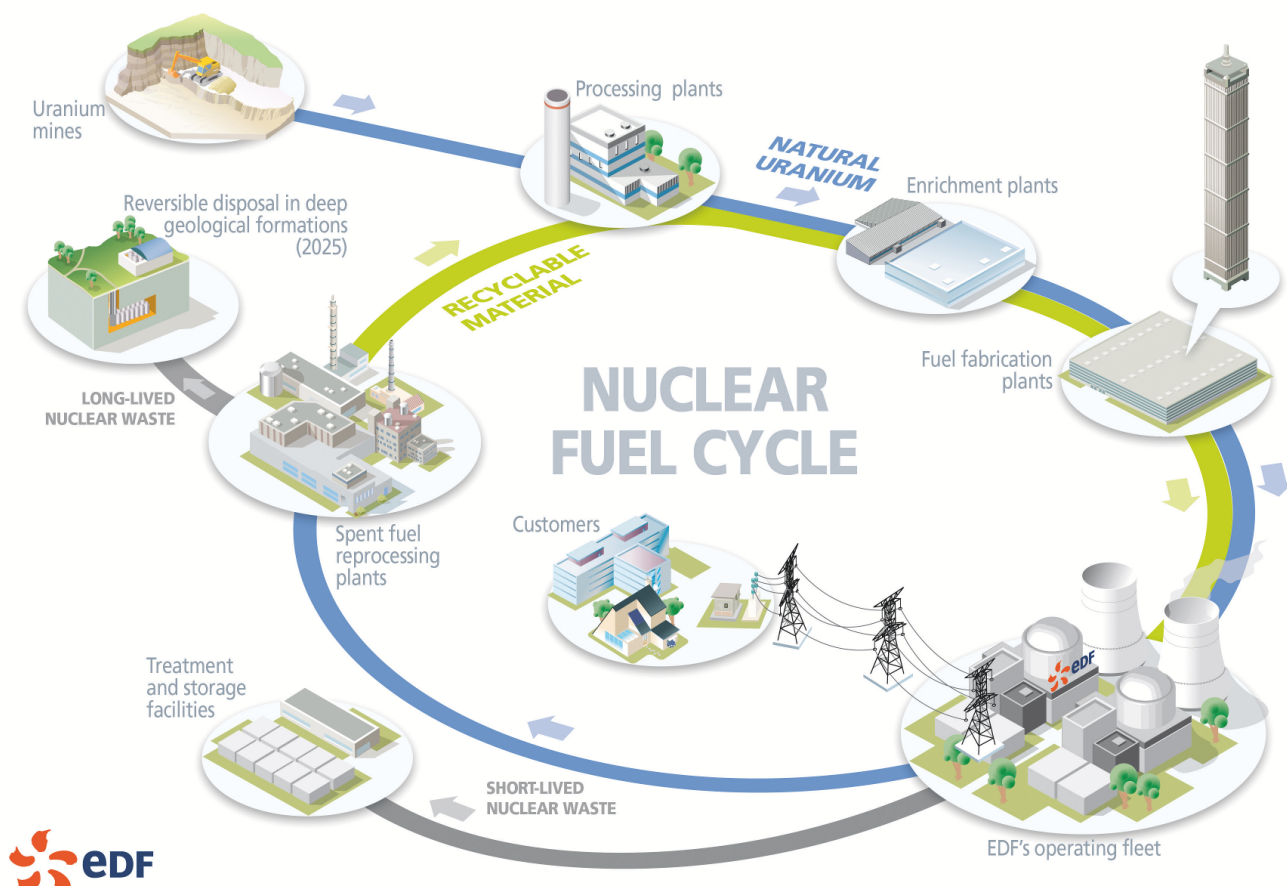 Uranium
mines
Processing plants
NATURAL
URANIUM
Enrichment plants
Reversible disposal in deep
geological formations
(2025)
RECYCLABLE
MATERIAL
Fuel fabrication
plants
LONG-LIVED
NUCLEAR WASTE
NUCLEAR
FUEL CYCLE
Spent fuel
reprocessing
plants
Customers
Treatment
and storage
facilities
eDF
SHORT-LIVED
NUCLEAR WASTE
EDF's operating fleet
eDF